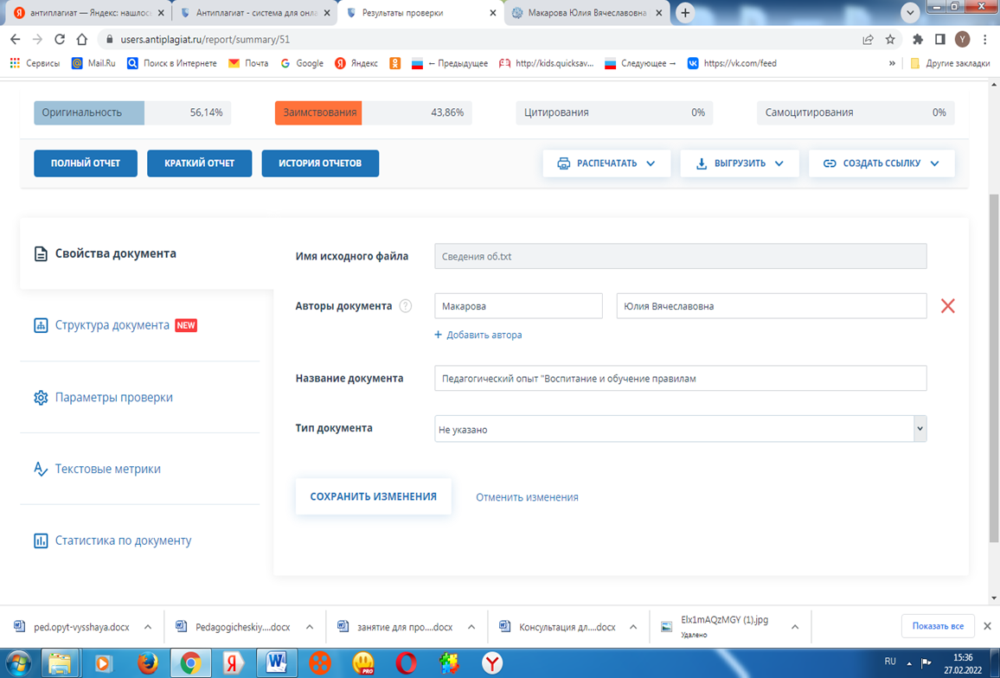 антиплагиат — Яндекс: нашлос
Антиплагиат - система для онла
Результаты проверки
Макарова Юлия Вячеславовна
users.antiplagiat.ru/report/summary/51
Y
Сервисы
Mail.Ru
Поиск в Интернете
Почта
Google
Яндекс
← Предыдущее
http://kids.quicksav...
Следующее →
https://vk.com/feed
»
Другие закладки
Оригинальность 56,14%
Заимствования 43,86%
Цитирования 0%
Самоцитирования 0%
ПОЛНЫЙ ОТЧЕТ
КРАТКИЙ ОТЧЕТ
ИСТОРИЯ ОТЧЕТОВ
РАСПЕЧАТАТЬ
ВЫГРУЗИТЬ
СОЗДАТЬ ССЫЛКУ
Свойства документа
Структура документа NEW
Параметры проверки
Текстовые метрики
Статистика по документу
Имя исходного файла Сведения об.txt
Авторы документа ? Макарова Юлия Вячеславовна
+ Добавить автора
Название документа Педагогический опыт "Воспитание и обучение правилам
Тип документа Не указано
СОХРАНИТЬ ИЗМЕНЕНИЯ Отменить изменения
ped.opyt-vysshaya.docx
Pedagogicheskiy....docx
занятие для про....docx
Консультация дл....docx
Elx1mAQzMGY (1).jpg
Удалено
Показать все
PRO
RU
15:36
27.02.2022